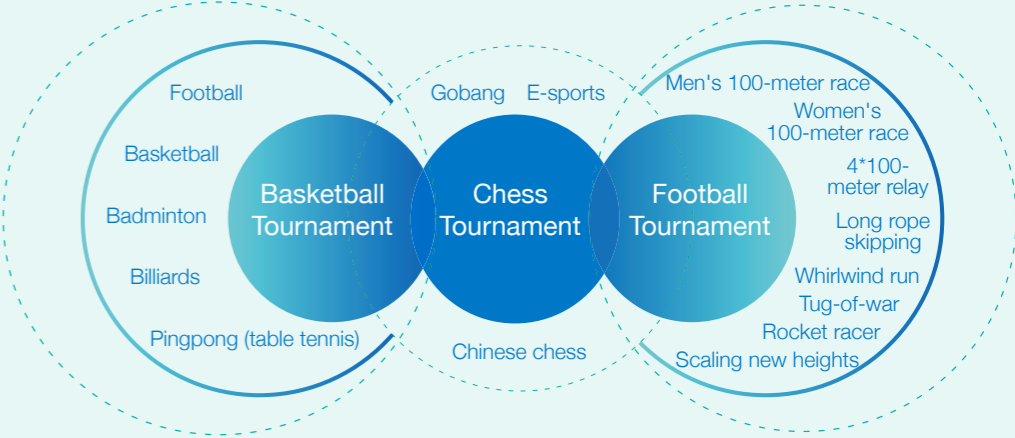 Football
Basketball
Badminton
Billiards
Pingpong (table tennis)
Basketball
Tournament
Gobang E-sports
Chess
Tournament
Chinese chess
Football
Tournament
Men's 100-meter race
Women's
100-meter race
4*100-
meter relay
Long rope
skipping
Whirlwind run
Tug-of-war
Rocket racer
Scaling new heights